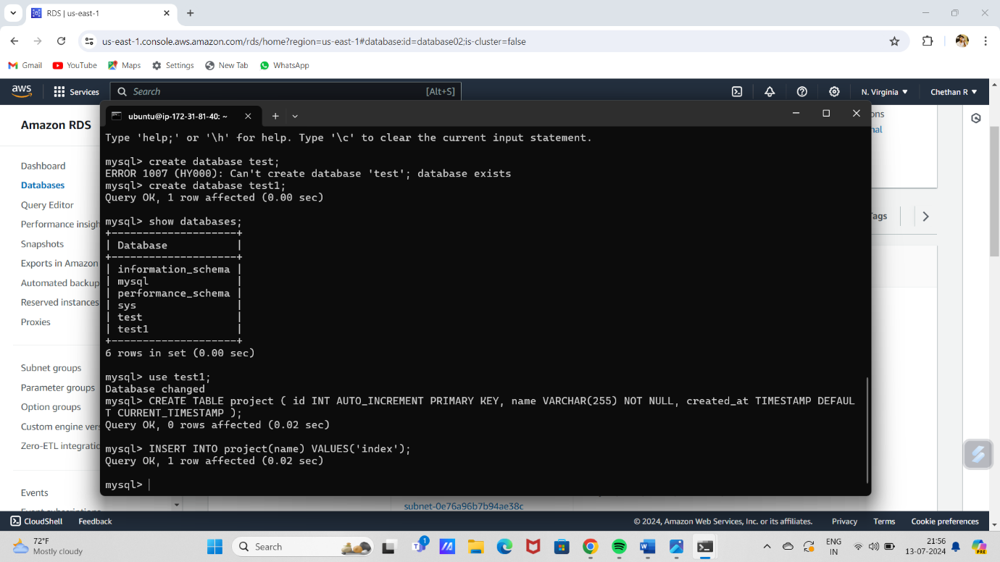 RDS | us-east-1
us-east-1.console.aws.amazon.com/rds/home?region=us-east-1#database:id=database02;is-cluster=false
Gmail YouTube Maps Settings New Tab WhatsApp
aws Services Search [Alt+S] N. Virginia Chethan R
ubuntu@ip-172-31-81-40: ~
Amazon RDS
Dashboard
Databases
Query Editor
Performance insigh
Snapshots
Exports in Amazon
Automated backup
Reserved instances
Proxies
Subnet groups
Parameter groups
Option groups
Custom engine ver
Zero-ETL integratio
Events
Type 'help;' or '\h' for help. Type '\c' to clear the current input statement.
mysql> create database test;
ERROR 1007 (HY000): Can't create database 'test'; database exists
mysql> create database test1;
Query OK, 1 row affected (0.00 sec)
mysql> show databases;
+--------------------+
| Database           |
+--------------------+
| information_schema |
| mysql              |
| performance_schema |
| sys                |
| test               |
| test1              |
+--------------------+
6 rows in set (0.00 sec)
mysql> use test1;
Database changed
mysql> CREATE TABLE project ( id INT AUTO_INCREMENT PRIMARY KEY, name VARCHAR(255) NOT NULL, created_at TIMESTAMP DEFAUL
T CURRENT_TIMESTAMP );
Query OK, 0 rows affected (0.02 sec)
mysql> INSERT INTO project(name) VALUES('index');
Query OK, 1 row affected (0.02 sec)
mysql>
ons
nal
Tags
subnet-0e76a96b7b94ae38c
CloudShell Feedback © 2024, Amazon Web Services, Inc. or its affiliates. Privacy Terms Cookie preferences
72°F
Mostly cloudy
Search
1
ENG
IN
21:56
13-07-2024
PRE